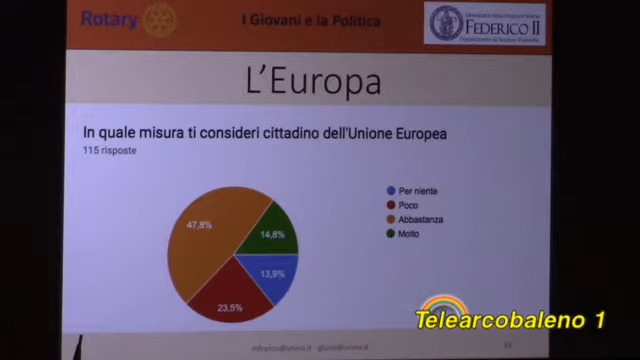 Rotary
I Giovani e la Politica
FEDERICO II
L'Europa
In quale misura ti consideri cittadino dell'Unione Europea
115 risposte
47,8%
14,8%
13,9%
23,5%
Per niente
Poco
Abbastanza
Molto
Telearcobaleno 1